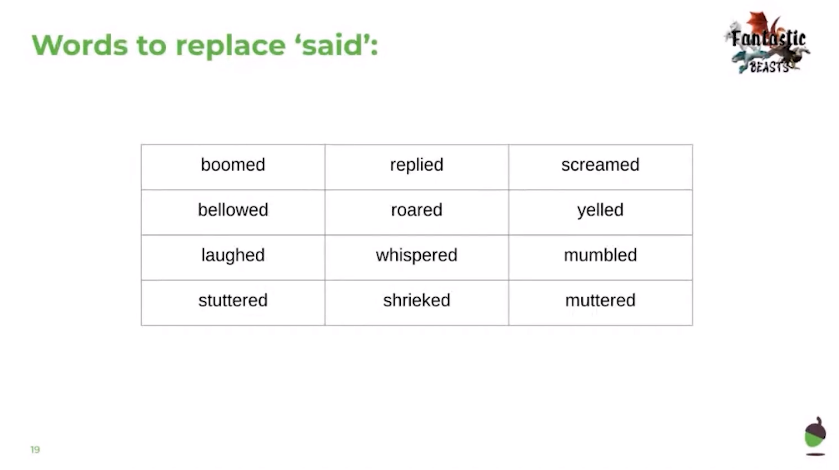 Words to replace ‘said’:
Fantastic
BEASTS
boomed replied screamed
bellowed roared yelled
laughed whispered mumbled
stuttered shrieked muttered
19